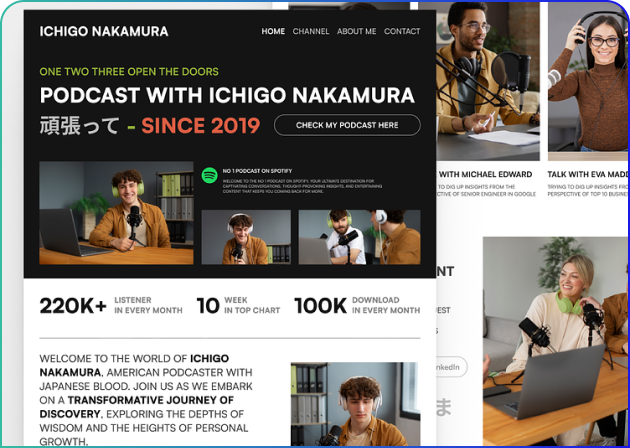 ICHIGO NAKAMURA
HOME CHANNEL ABOUT ME CONTACT
ONE TWO THREE OPEN THE DOORS
PODCAST WITH ICHIGO NAKAMURA
頑張って - SINCE 2019
CHECK MY PODCAST HERE
NO 1 PODCAST ON SPOTIFY
WELCOME TO THE NO 1 PODCAST ON SPOTIFY, YOUR ULTIMATE DESTINATION FOR
CAPTIVATING CONVERSATIONS, THOUGHT-PROVOKING INSIGHTS, AND ENTERTAINING
CONTENT THAT KEEPS YOU COMING BACK FOR MORE.
220K+ LISTENER
IN EVERY MONTH
10 WEEK
IN TOP CHART
100K DOWNLOAD
IN EVERY MONTH
WELCOME TO THE WORLD OF ICHIGO
NAKAMURA, AMERICAN PODCASTER WITH
JAPANESE BLOOD. JOIN US AS WE EMBARK
ON A TRANSFORMATIVE JOURNEY OF
DISCOVERY, EXPLORING THE DEPTHS OF
WISDOM AND THE HEIGHTS OF PERSONAL
GROWTH.
WITH MICHAEL EDWARD
TO DIG UP INSIGHTS FROM THE
CTIVE OF SENIOR ENGINEER IN GOOGLE
TALK WITH EVA MADD
TRYING TO DIG UP INSIGHTS FRO
PERSPECTIVE OF TOP 10 BUSINES
NT
UEST
S
nkedIn
ま